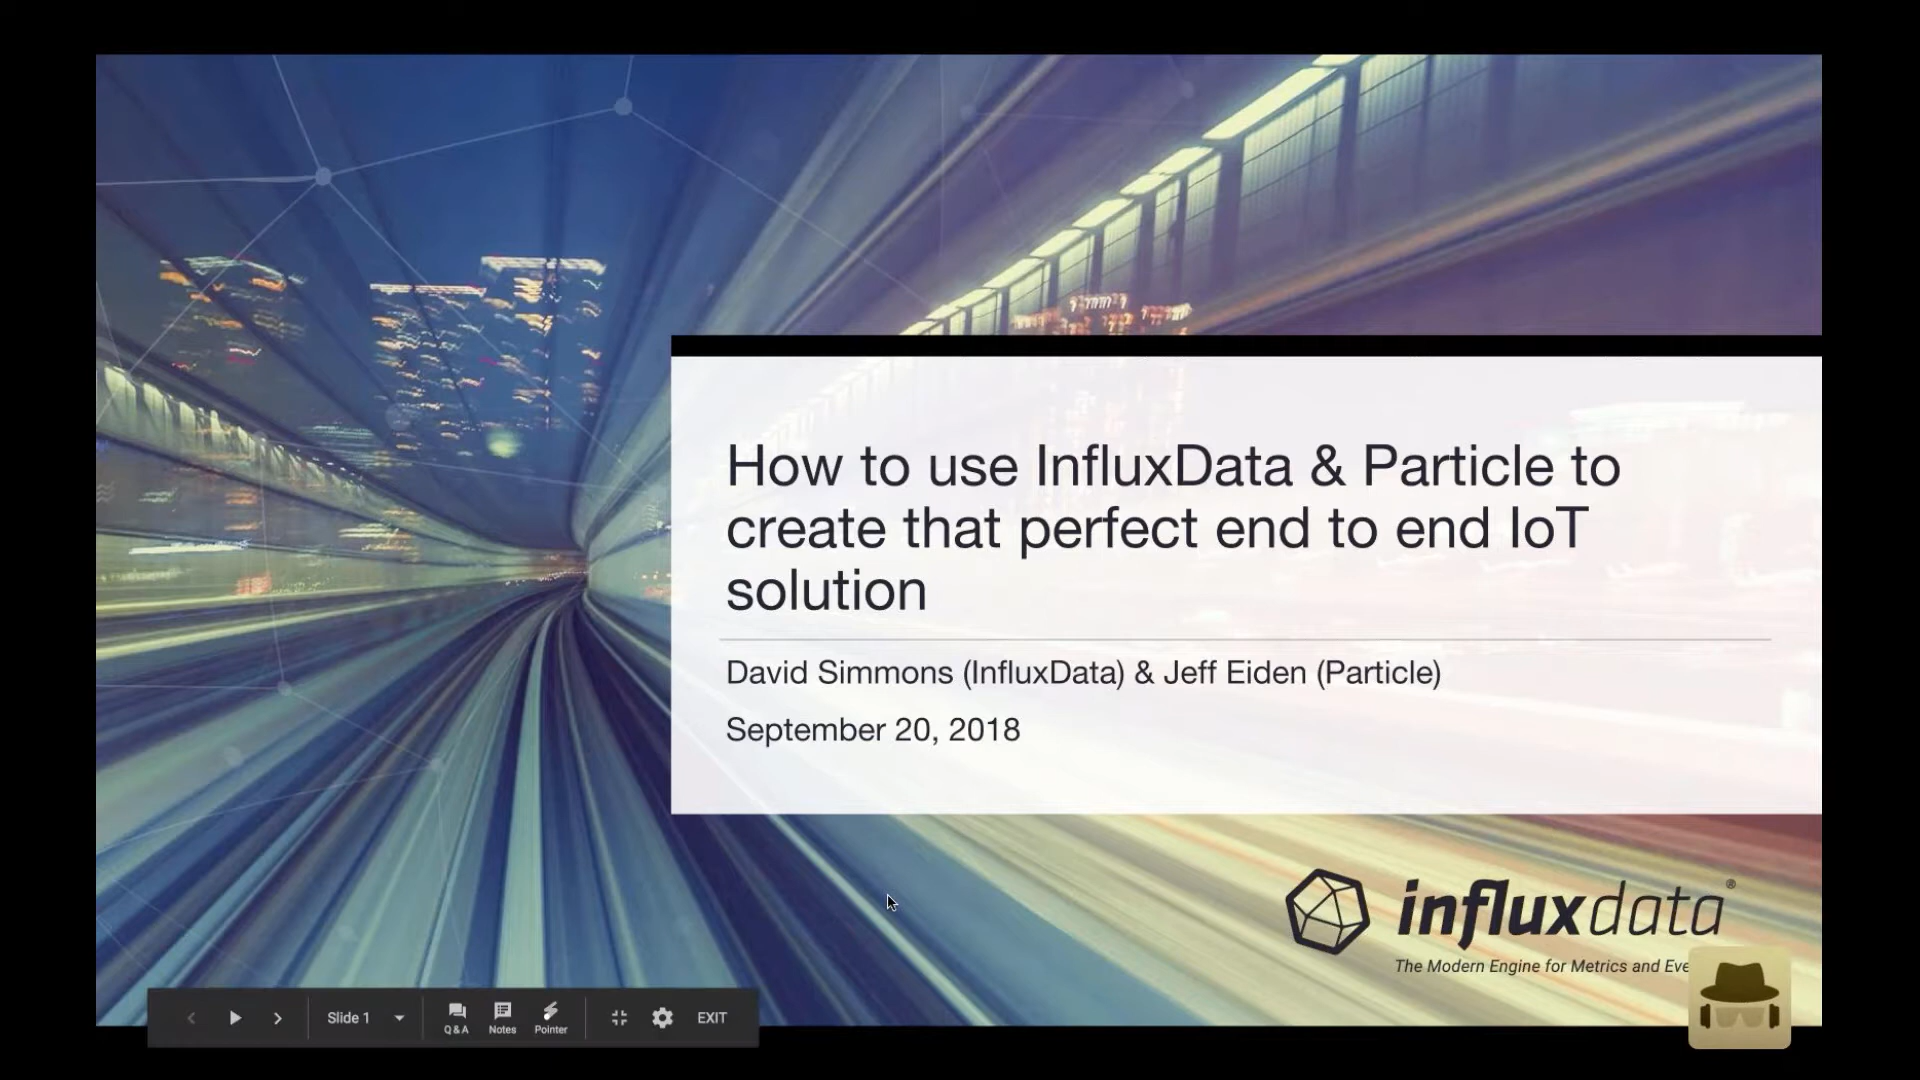 How to use InfluxData & Particle to
create that perfect end to end IoT
solution
David Simmons (InfluxData) & Jeff Eiden (Particle)
September 20, 2018
influxdata®
The Modern Engine for Metrics and Eve
Slide 1
Q & A
Notes
Pointer
EXIT